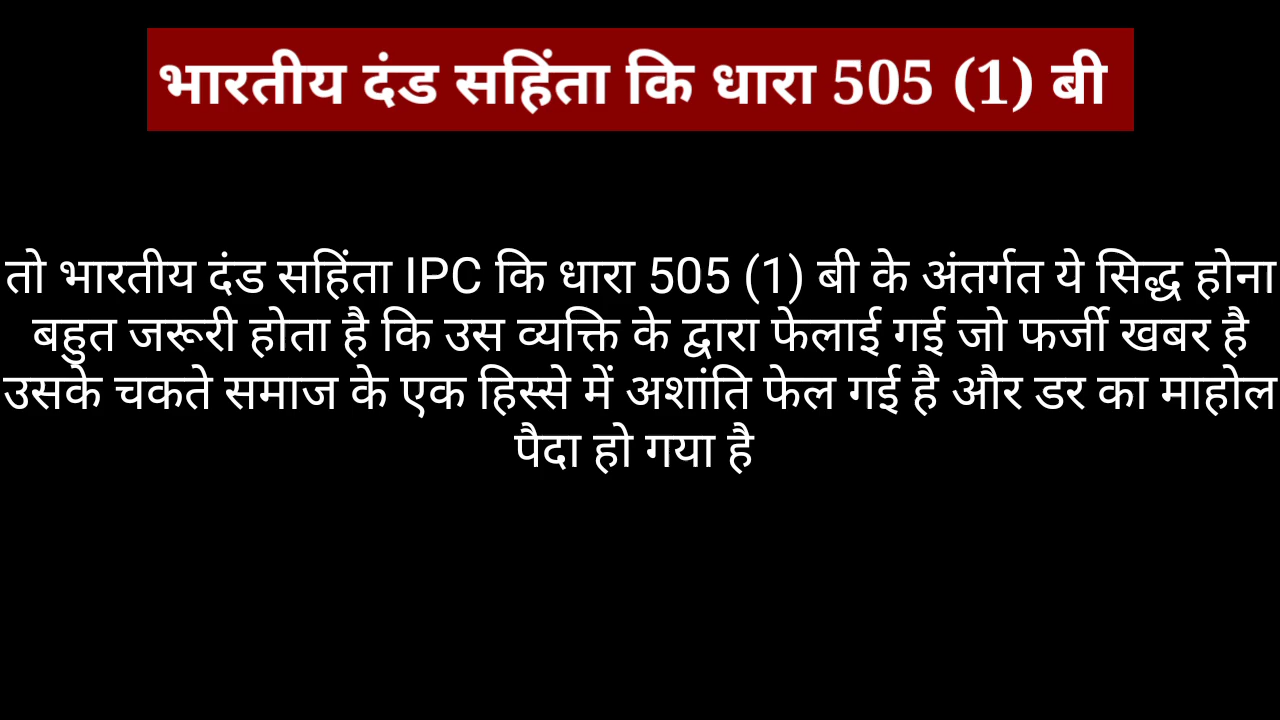 भारतीय दंड सहिंता कि धारा 505 (1) बी
तो भारतीय दंड सहिंता IPC कि धारा 505 (1) बी के अंतर्गत ये सिद्ध होना
बहुत जरूरी होता है कि उस व्यक्ति के द्वारा फेलाई गई जो फर्जी खबर है
उसके चकते समाज के एक हिस्से में अशांति फेल गई है और डर का माहोल
पैदा हो गया है